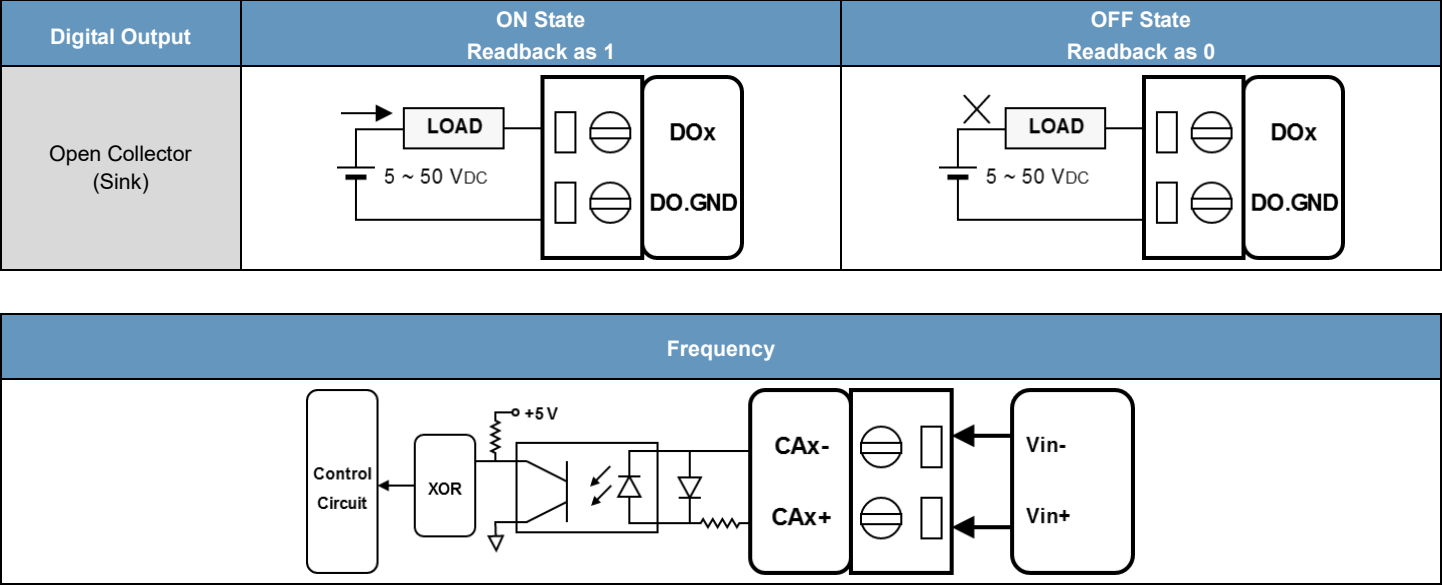 Digital Output
ON State
Readback as 1
OFF State
Readback as 0
Open Collector
(Sink)
LOAD
5 ~ 50 VDC
DOx
DO.GND
LOAD
5 ~ 50 VDC
DOx
DO.GND
Frequency
Control
Circuit
XOR
+5 V
CAx-
CAx+
Vin-
Vin+